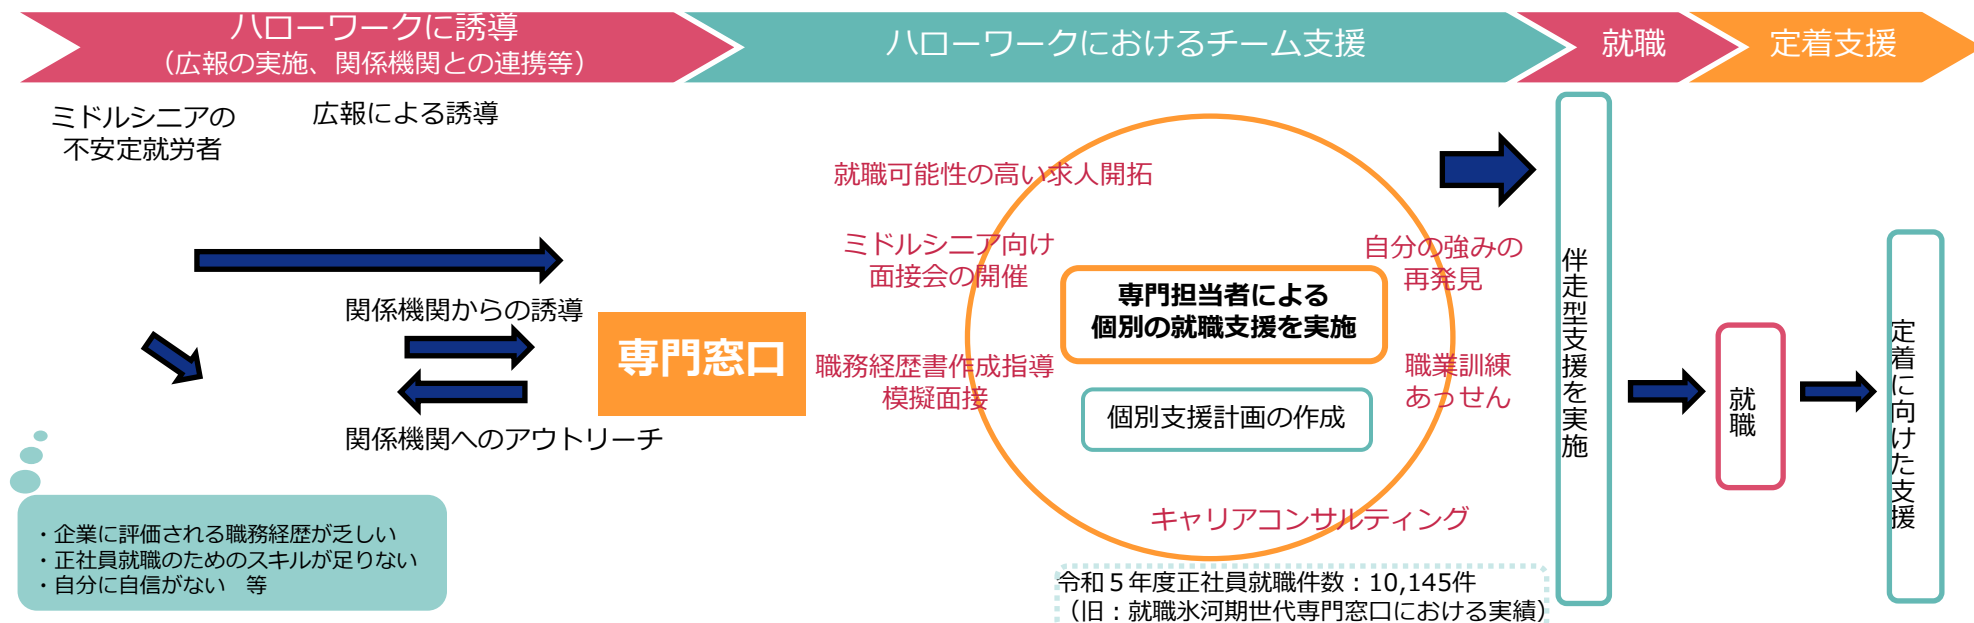 ハローワークに誘導
（広報の実施、関係機関との連携等）
ハローワークにおけるチーム支援
就職
定着支援
ミドルシニアの
不安定就労者
広報による誘導
関係機関からの誘導
関係機関へのアウトリーチ
・企業に評価される職務経歴が乏しい
・正社員就職のためのスキルが足りない
・自分に自信がない　等
専門窓口
就職可能性の高い求人開拓
ミドルシニア向け
面接会の開催
職務経歴書作成指導
模擬面接
専門担当者による
個別の就職支援を実施
個別支援計画の作成
自分の強みの
再発見
職業訓練
あっせん
キャリアコンサルティング
令和５年度正社員就職件数：10,145件
（旧：就職氷河期世代専門窓口における実績）
伴走型支援を実施
就職
定着に向けた支援